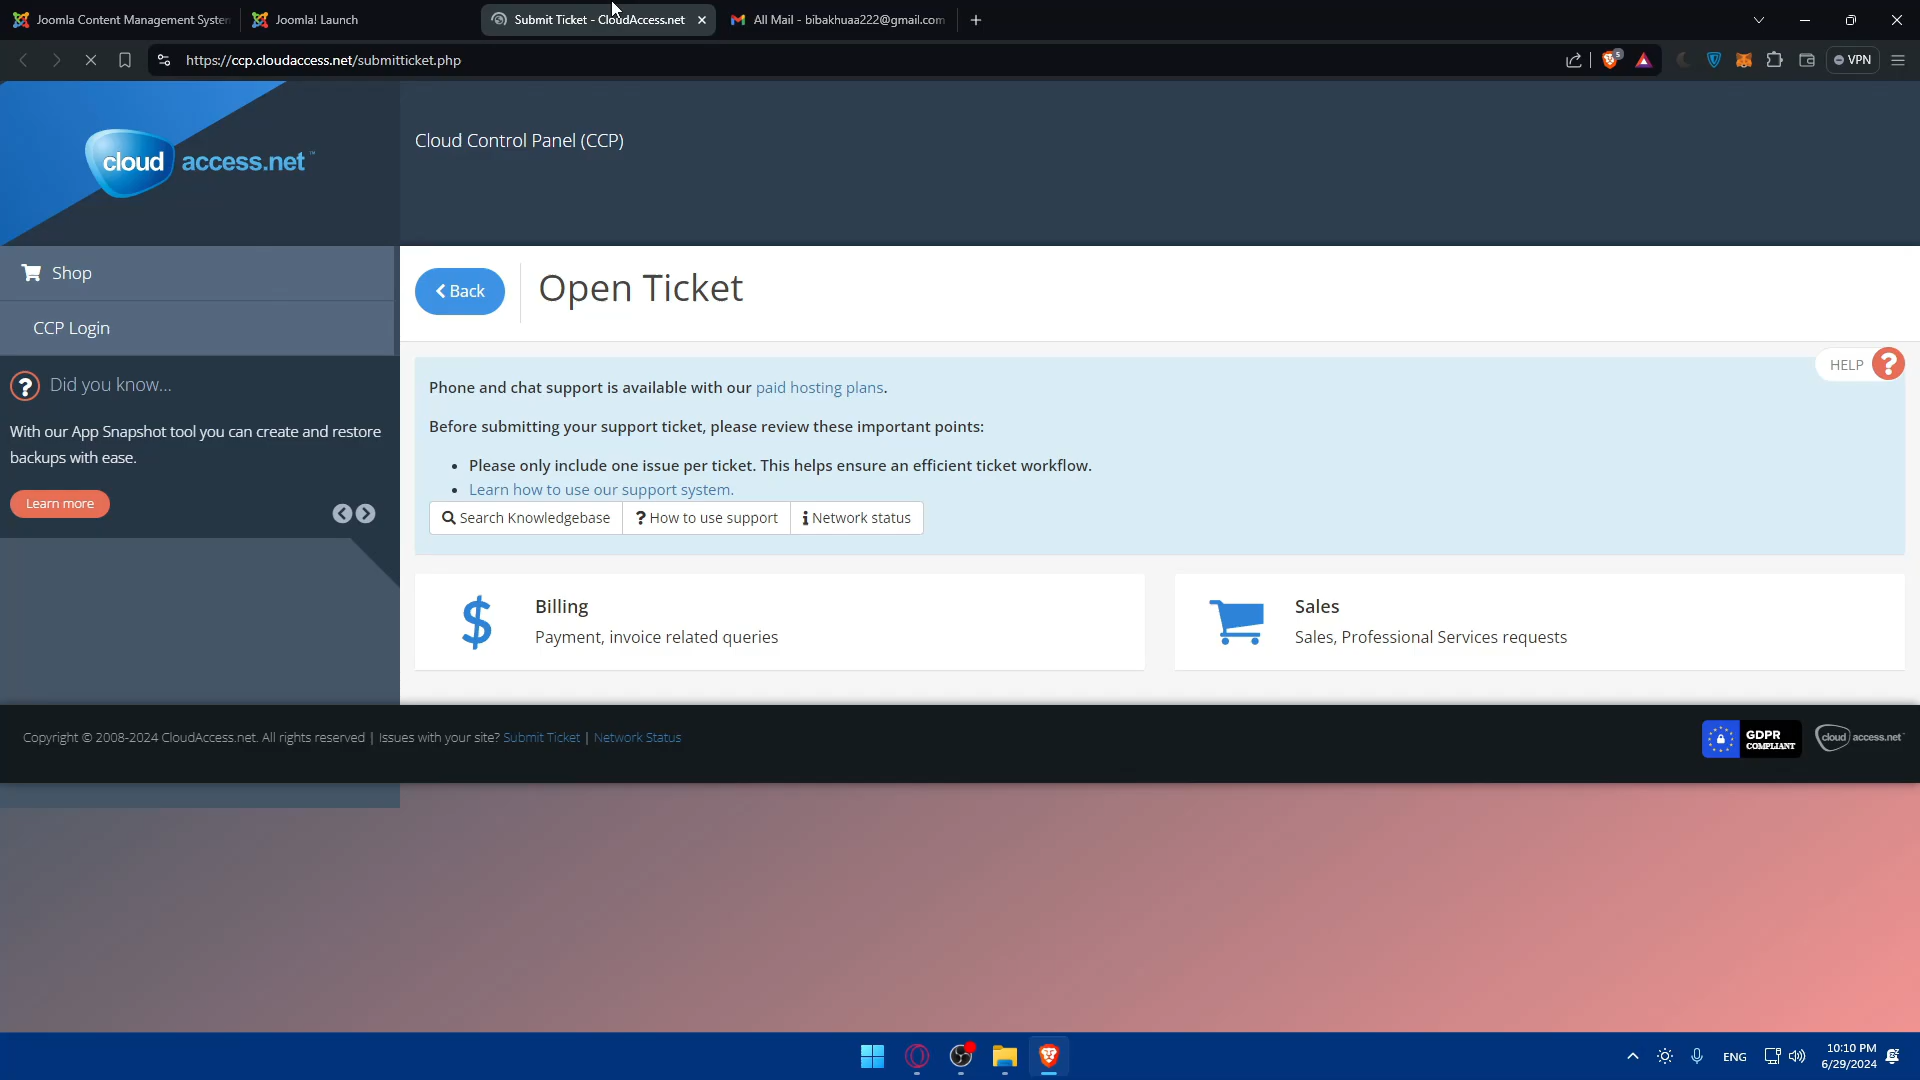 Joomla Content Management System
Joomla! Launch
Submit Ticket - CloudAccess.net
All Mail - bibakhuaa222@gmail.com
https://ccp.cloudaccess.net/submitticket.php
5
VPN
cloud access.net ™
Cloud Control Panel (CCP)
Shop
CCP Login
Back
Open Ticket
? Did you know...
With our App Snapshot tool you can create and restore
backups with ease.
Learn more
HELP ?
Phone and chat support is available with our paid hosting plans.
Before submitting your support ticket, please review these important points:
• Please only include one issue per ticket. This helps ensure an efficient ticket workflow.
• Learn how to use our support system.
Search Knowledgebase
? How to use support
i Network status
$
Billing
Payment, invoice related queries
Sales
Sales, Professional Services requests
Copyright © 2008-2024 CloudAccess.net. All rights reserved | Issues with your site? Submit Ticket | Network Status
GDPR
COMPLIANT
cloud access.net
ENG
10:10 PM
6/29/2024